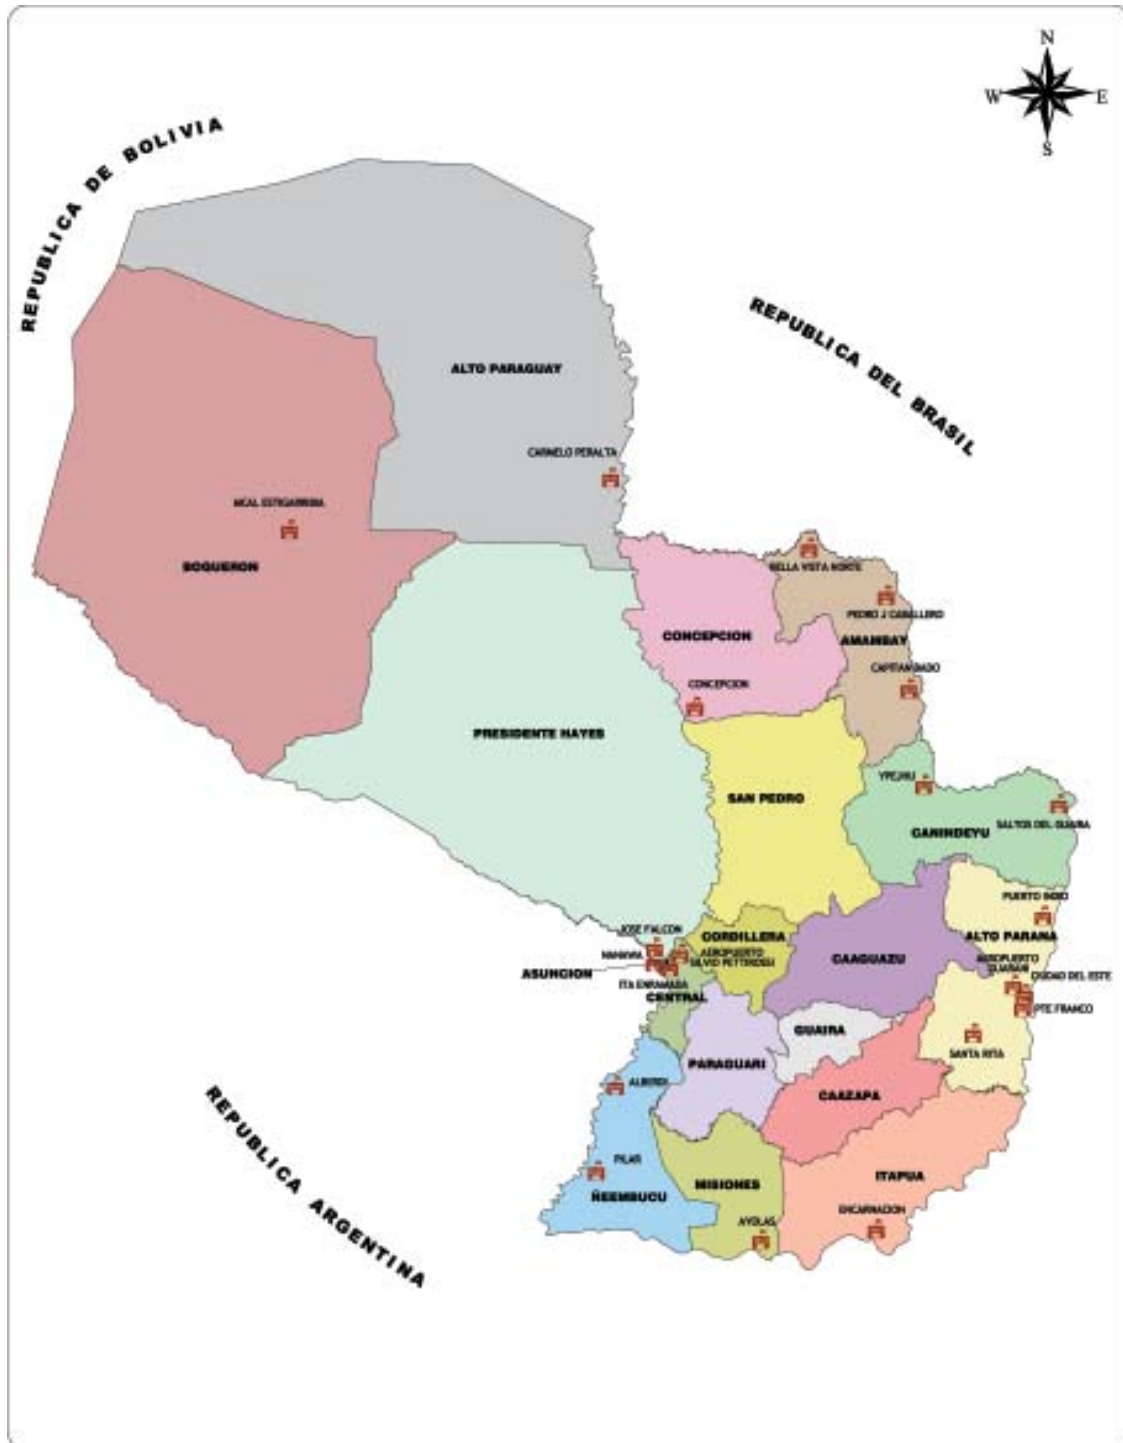 N
W E
S
REPUBLICA DE BOLIVIA
REPUBLICA DEL BRASIL
ALTO PARAGUAY
CARMELO PERALTA
MCAL ESTIGARRIBIA
BOQUERON
BELLA VISTA NORTE
PEDRO J CABALLERO
CONCEPCION
AMAMBAY
CAPITAN BADO
CONCEPCION
PRESIDENTE HAYES
YPEJHU
SAN PEDRO
SALTOS DEL GUAIRA
CANINDEYU
PUERTO INDIO
JOSE FALCON
CORDILLERA
ALTO PARANA
NANAWA
AEROPUERTO
SILVIO PETTIROSSI
CAAGUAZU
AEROPUERTO
GUARANI
ASUNCION
CIUDAD DEL ESTE
ITA ENRAMADA
CENTRAL
PTE FRANCO
GUAIRA
SANTA RITA
PARAGUARI
ALBERDI
CAAZAPA
REPUBLICA ARGENTINA
PILAR
ITAPUA
MISIONES
ÑEEMBUCU
ENCARNACION
AYOLAS